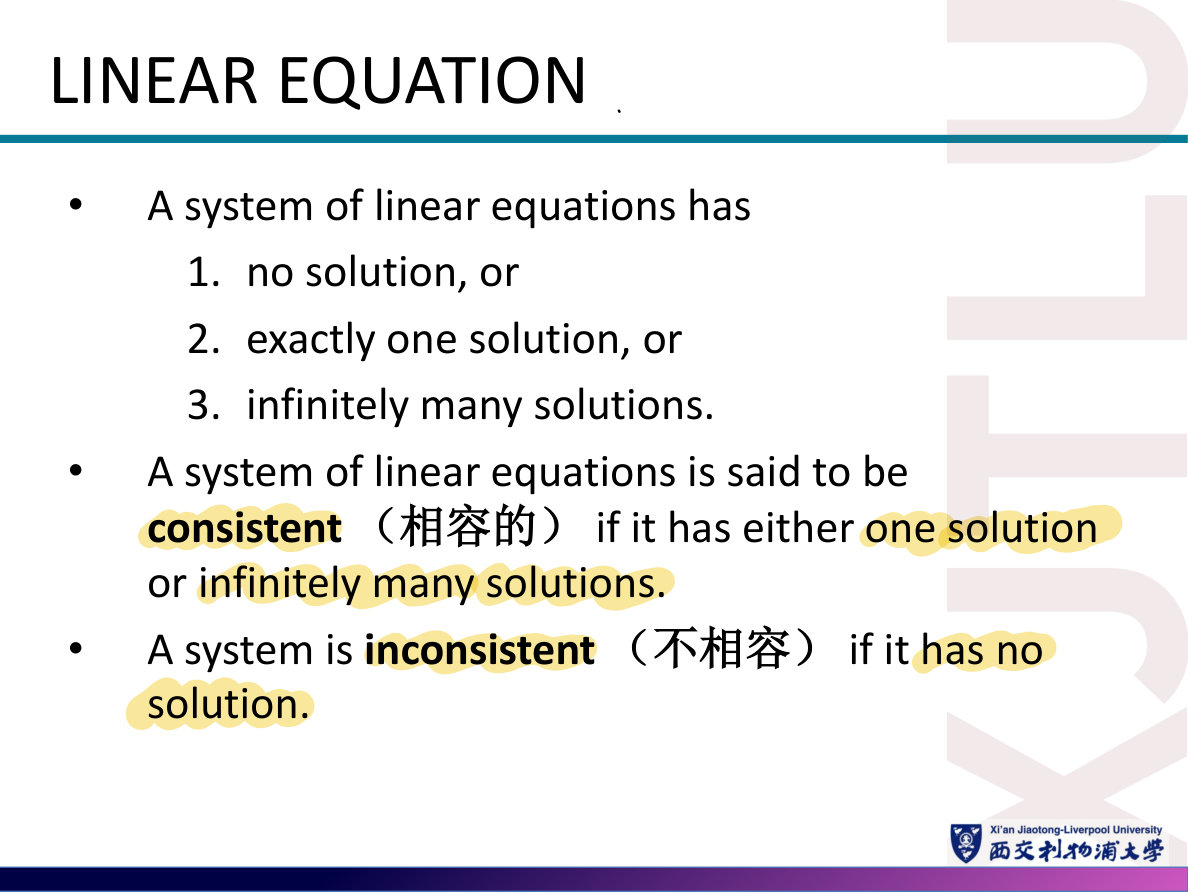 LINEAR EQUATION
• A system of linear equations has
1. no solution, or
2. exactly one solution, or
3. infinitely many solutions.
• A system of linear equations is said to be
consistent （相容的） if it has either one solution
or infinitely many solutions.
• A system is inconsistent （不相容） if it has no
solution.
XJTLU
Xi'an Jiaotong-Liverpool University
西交利物浦大学